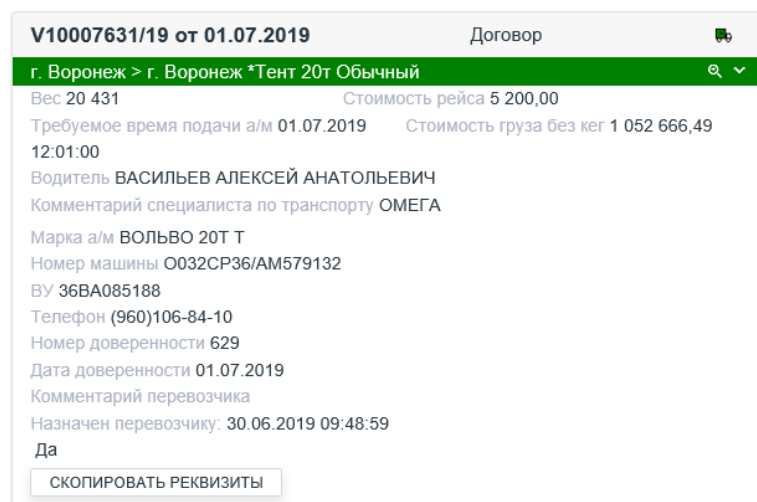 V10007631/19 от 01.07.2019 Договор
г. Воронеж > г. Воронеж *Тент 20т Обычный
Вес 20 431 Стоимость рейса 5 200,00
Требуемое время подачи а/м 01.07.2019 Стоимость груза без кег 1 052 666,49
12:01:00
Водитель ВАСИЛЬЕВ АЛЕКСЕЙ АНАТОЛЬЕВИЧ
Комментарий специалиста по транспорту ОМЕГА
Марка а/м ВОЛЬВО 20Т Т
Номер машины О032СР36/АМ579132
ВУ 36ВА085188
Телефон (960)106-84-10
Номер доверенности 629
Дата доверенности 01.07.2019
Комментарий перевозчика
Назначен перевозчику: 30.06.2019 09:48:59
Да
СКОПИРОВАТЬ РЕКВИЗИТЫ